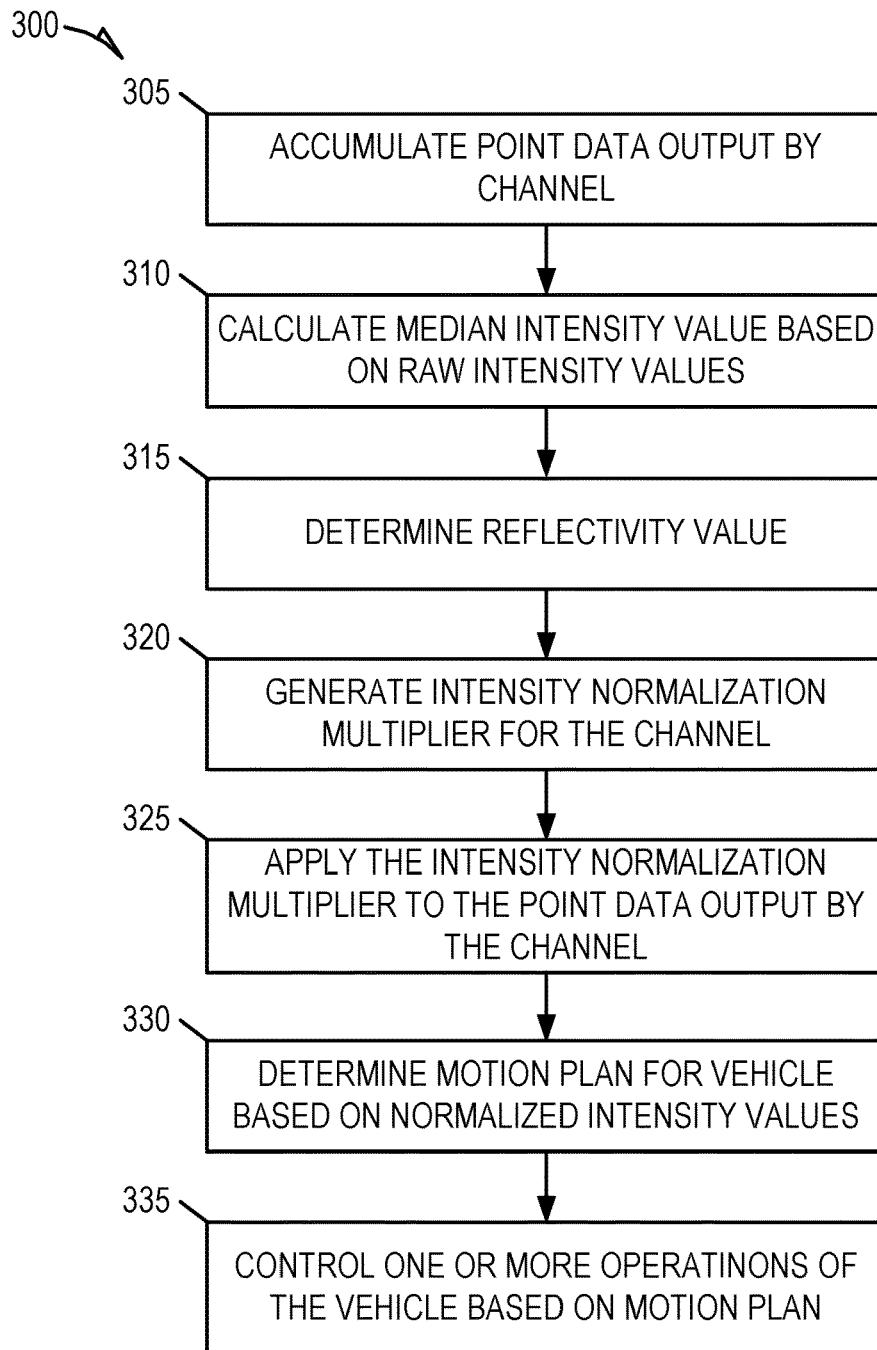 300
305
ACCUMULATE POINT DATA OUTPUT BY
CHANNEL
310
CALCULATE MEDIAN INTENSITY VALUE BASED
ON RAW INTENSITY VALUES
315
DETERMINE REFLECTIVITY VALUE
320
GENERATE INTENSITY NORMALIZATION
MULTIPLIER FOR THE CHANNEL
325
APPLY THE INTENSITY NORMALIZATION
MULTIPLIER TO THE POINT DATA OUTPUT BY
THE CHANNEL
330
DETERMINE MOTION PLAN FOR VEHICLE
BASED ON NORMALIZED INTENSITY VALUES
335
CONTROL ONE OR MORE OPERATINONS OF
THE VEHICLE BASED ON MOTION PLAN